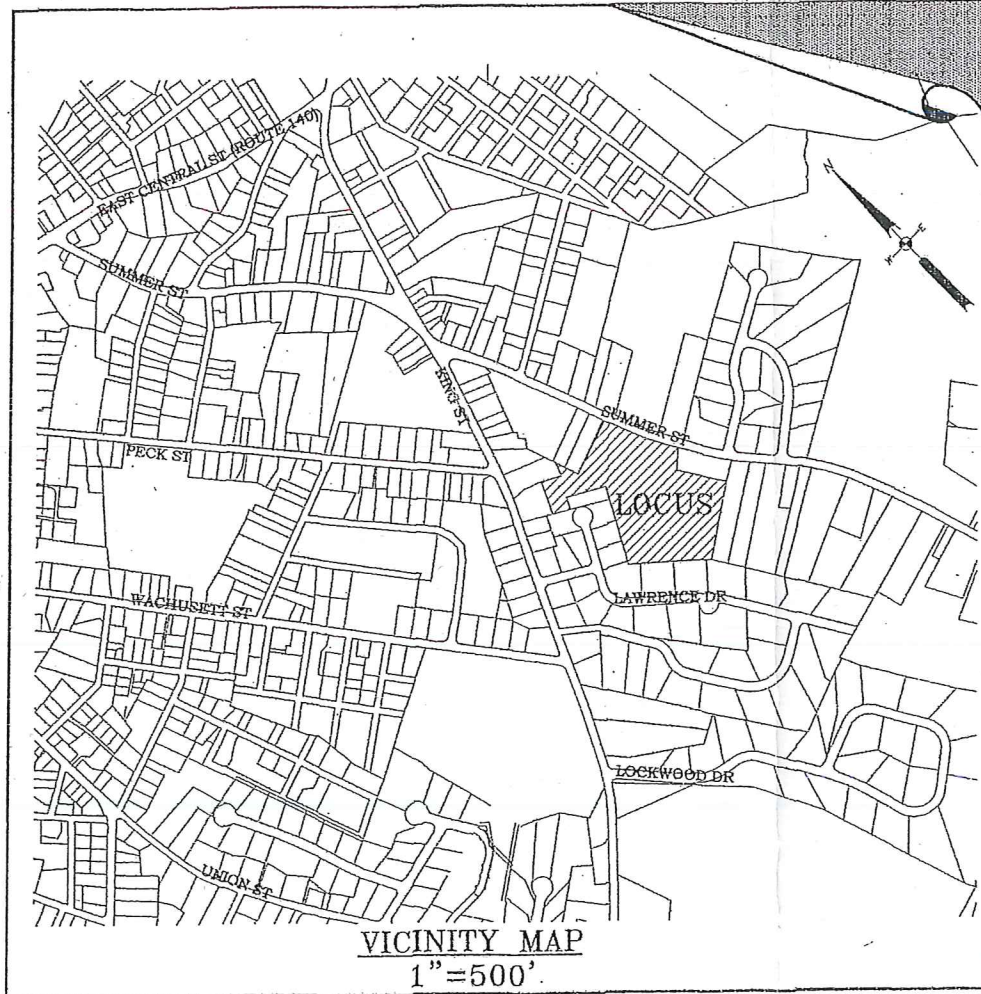 EAST CENTRAL ST (ROUTE 140)
N
E
W
SUMMER ST
KING ST
SUMMER ST
PECK ST
LOCUS
WACHUSETT ST
LAWRENCE DR
LOCKWOOD DR
UNION ST
VICINITY MAP
1"=500'